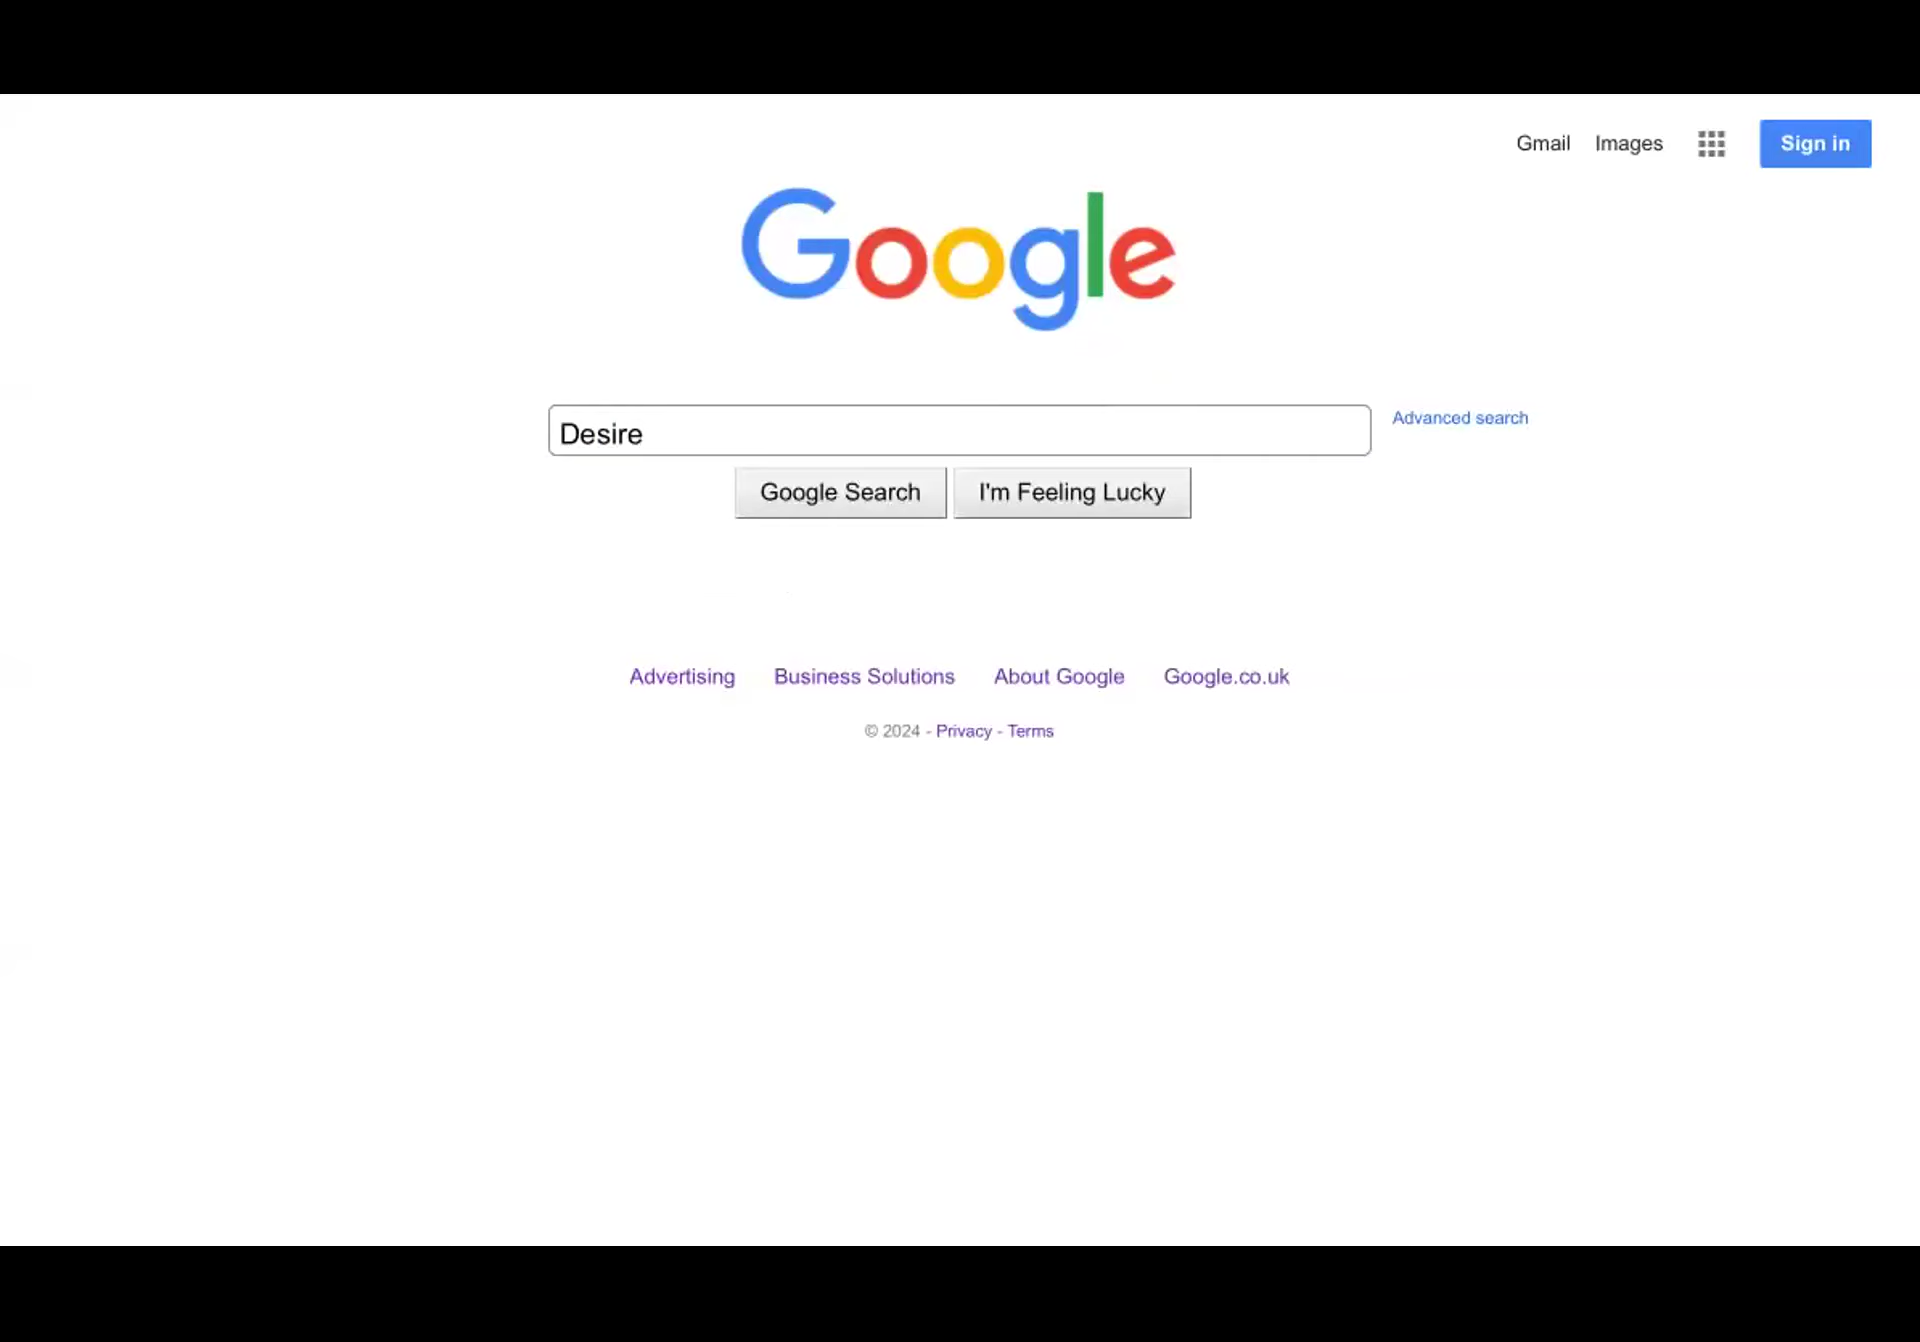 Gmail Images Sign in
Google
Desire
Advanced search
Google Search I'm Feeling Lucky
Advertising Business Solutions About Google Google.co.uk
© 2024 - Privacy - Terms